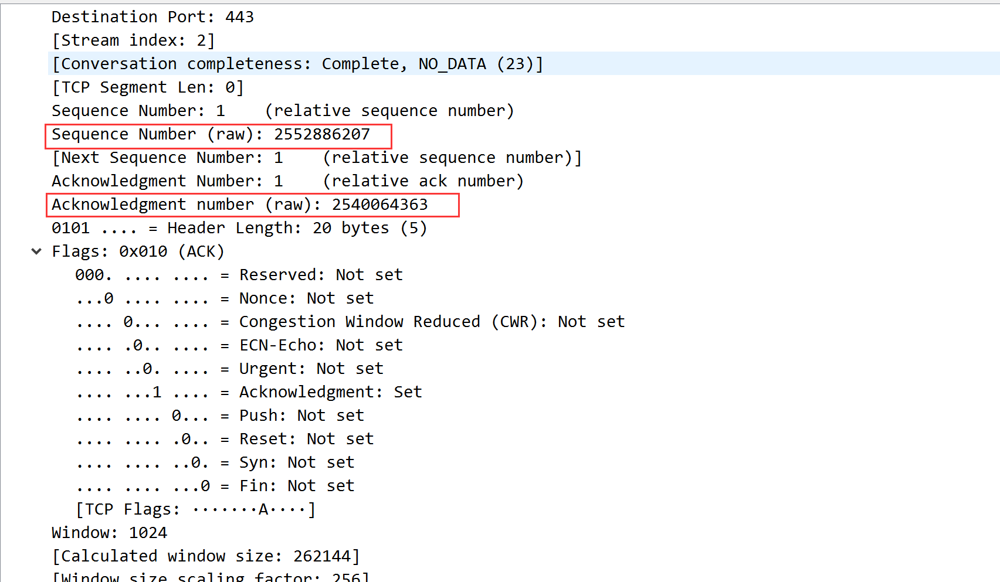 Destination Port: 443
[Stream index: 2]
[Conversation completeness: Complete, NO_DATA (23)]
[TCP Segment Len: 0]
Sequence Number: 1    (relative sequence number)
Sequence Number (raw): 2552886207
[Next Sequence Number: 1    (relative sequence number)]
Acknowledgment Number: 1    (relative ack number)
Acknowledgment number (raw): 2540064363
0101 .... = Header Length: 20 bytes (5)
Flags: 0x010 (ACK)
000. .... .... = Reserved: Not set
...0 .... .... = Nonce: Not set
.... 0... .... = Congestion Window Reduced (CWR): Not set
.... .0.. .... = ECN-Echo: Not set
.... ..0. .... = Urgent: Not set
.... ...1 .... = Acknowledgment: Set
.... .... 0... = Push: Not set
.... .... .0.. = Reset: Not set
.... .... ..0. = Syn: Not set
.... .... ...0 = Fin: Not set
[TCP Flags: ·······A····]
Window: 1024
[Calculated window size: 262144]
[Window size scaling factor: 256]